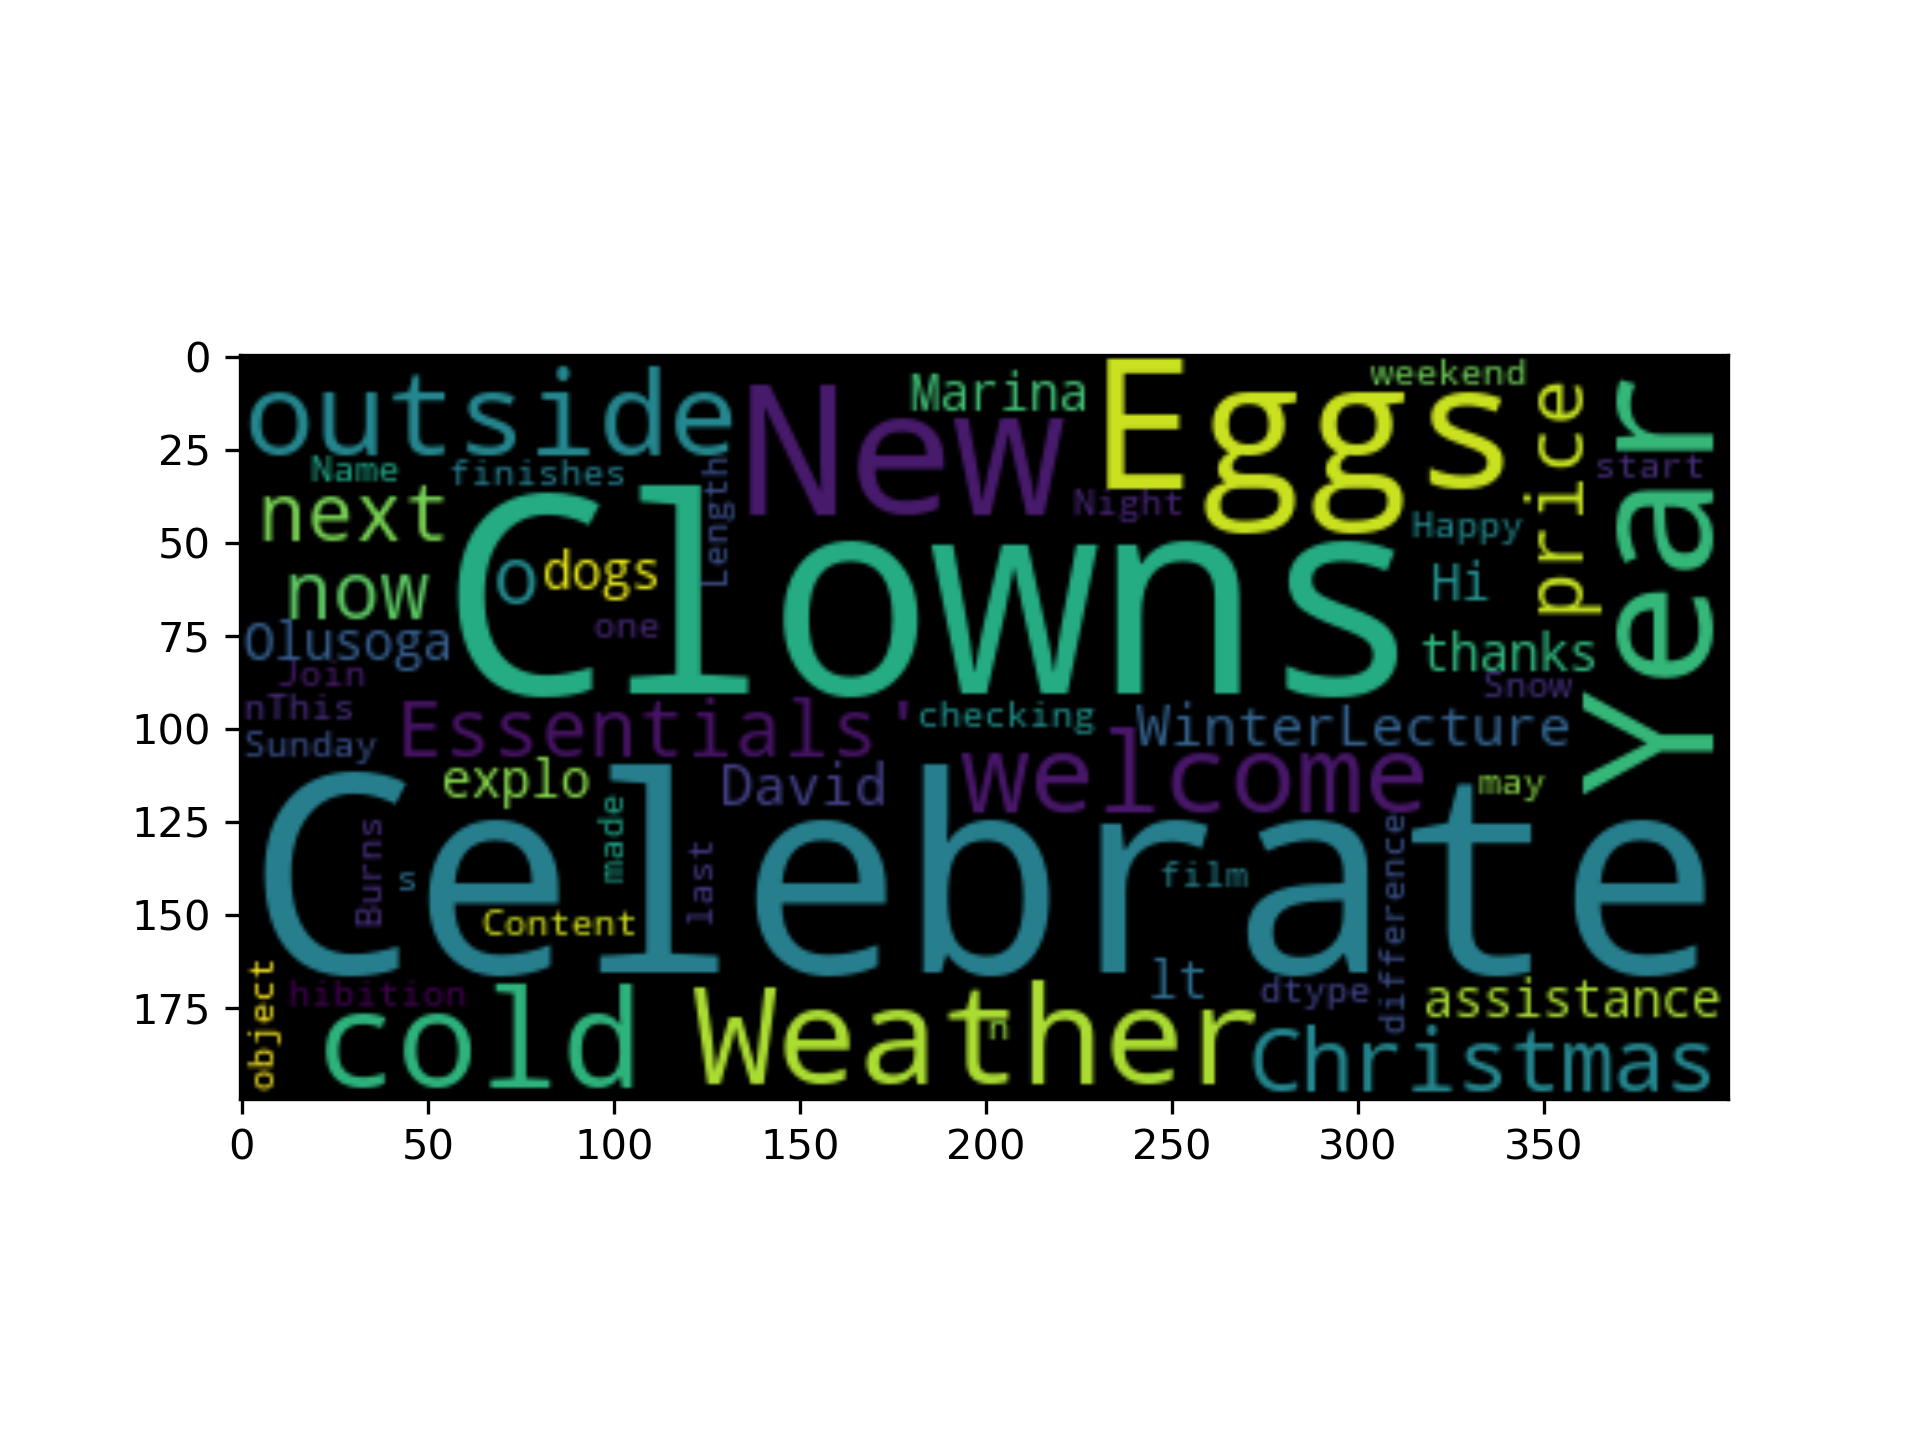 0
25
50
75
100
125
150
175
outside
New
Marina
Eggs
weekend
price
Year
Name
finishes
Length
Night
start
next
Clowns
Happy
o
dogs
Hi
now
one
Olusoga
thanks
Join
Snow
nThis
Essentials'
checking
WinterLecture
Sunday
explo
David
welcome
may
Celebrate
made
Burns
s
last
film
difference
Content
object
hibition
lt
dtype
assistance
cold
Weather
n
Christmas
0 50 100 150 200 250 300 350